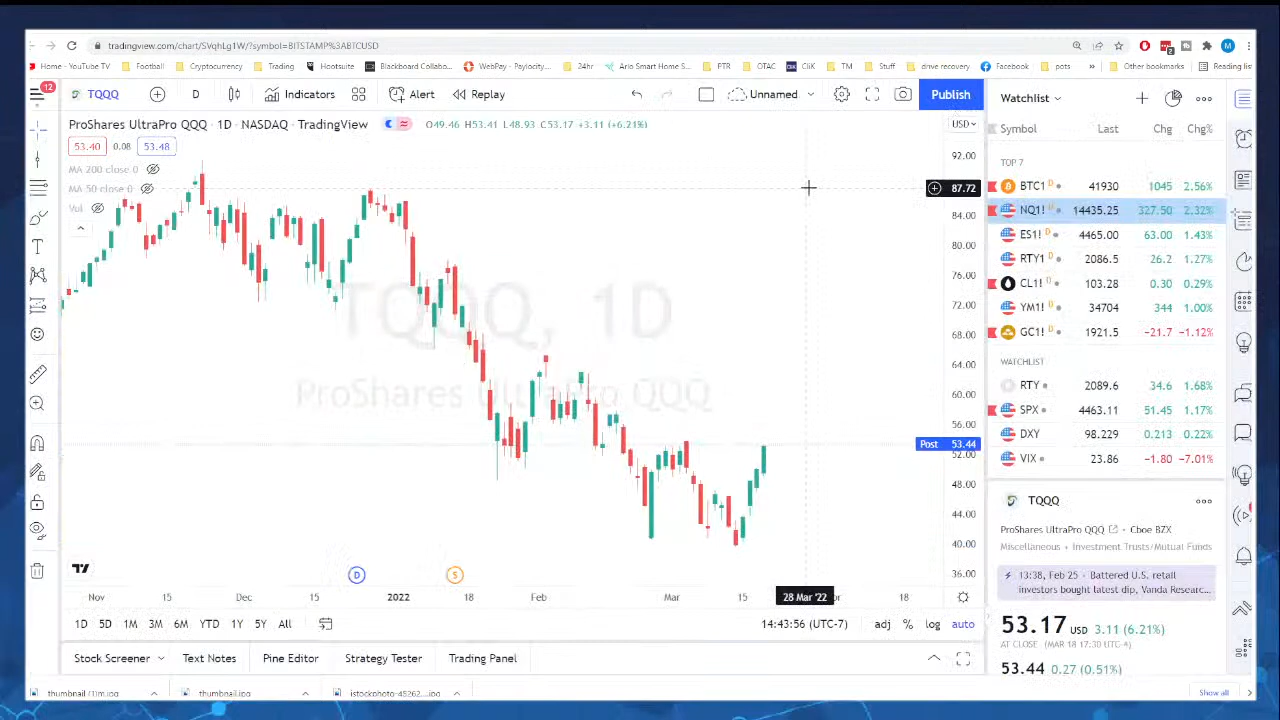 tradingview.com/chart/SVqhLg1W/?symbol=BITSTAMP%3ABTCUSD
Home - YouTube TV Football Cryptocurrency Trading Hootsuite Blackboard Collabo... WebPay - Paylocity... 24hr Arlo Smart Home S... PTR OTAC OIK TM Stuff drive recovery Facebook pots » Other bookmarks Reading list
12 TQQQ D Indicators Alert Replay Unnamed Publish
ProShares UltraPro QQQ · 1D · NASDAQ · TradingView O49.46 H53.41 L48.93 C53.17 +3.11 (+6.21%) USD
53.40 0.08 53.48
MA 200 close 0
MA 50 close 0
Vol
TQQQ, 1D
ProShares UltraPro QQQ
92.00
87.72
84.00
80.00
76.00
72.00
68.00
64.00
60.00
56.00
Post 53.44
52.00
48.00
44.00
40.00
36.00
D S
Nov 15 Dec 15 2022 18 Feb Mar 15 28 Mar '22 18
1D 5D 1M 3M 6M YTD 1Y 5Y All 14:43:56 (UTC-7) adj % log auto
Stock Screener Text Notes Pine Editor Strategy Tester Trading Panel
Watchlist
Symbol Last Chg Chg%
TOP 7
BTC1 D 41930 1045 2.56%
NQ1! D 14435.25 327.50 2.32%
ES1! D 4465.00 63.00 1.43%
RTY1 D 2086.5 26.2 1.27%
CL1! D 103.28 0.30 0.29%
YM1! D 34704 344 1.00%
GC1! D 1921.5 −21.7 −1.12%
WATCHLIST
RTY 2089.6 34.6 1.68%
SPX 4463.11 51.45 1.17%
DXY 98.229 0.213 0.22%
VIX 23.86 −1.80 −7.01%
TQQQ
ProShares UltraPro QQQ · Cboe BZX
Miscellaneous • Investment Trusts/Mutual Funds
13:38, Feb 25 · Battered U.S. retail
investors bought latest dip, Vanda Researc...
53.17 USD 3.11 (6.21%)
AT CLOSE (MAR 18 17:30 UTC-4)
53.44 0.27 (0.51%)
thumbnail.jpg Show all